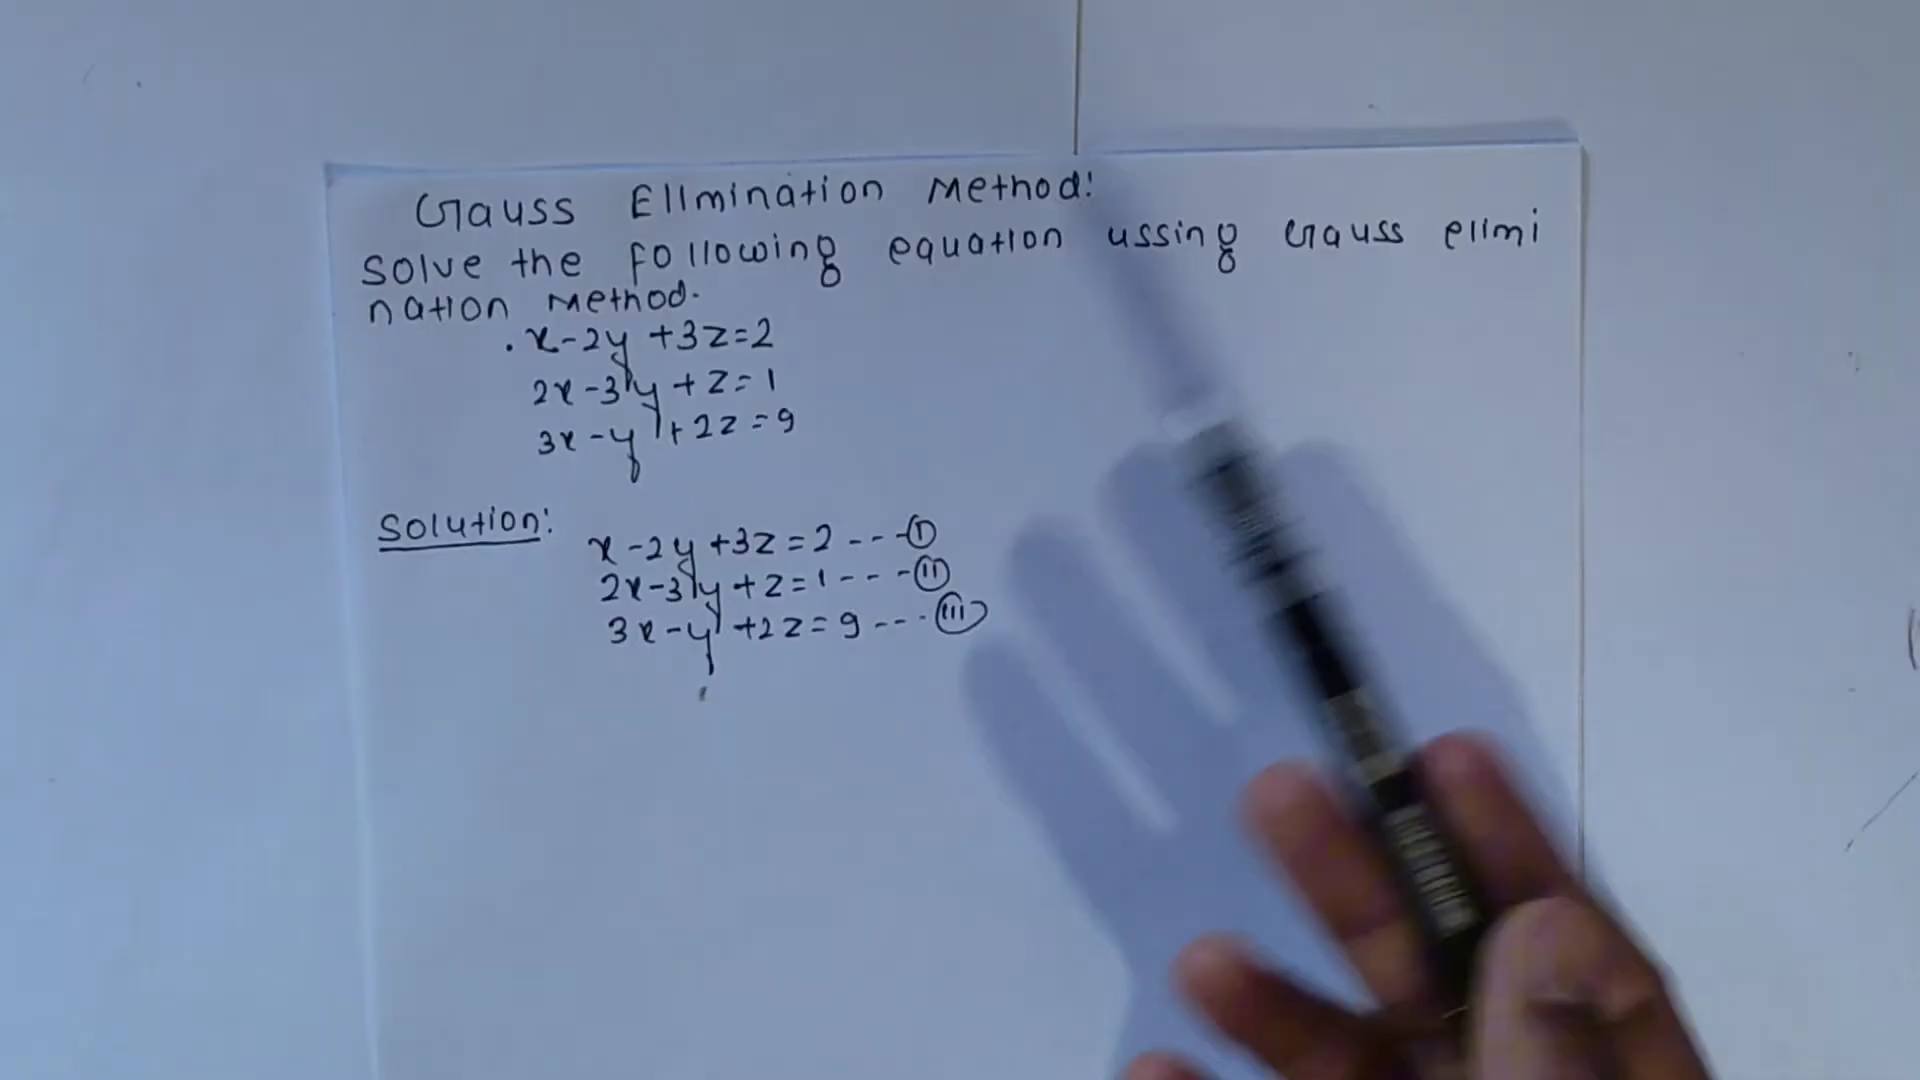 Gauss Ellmination Method:
solve the following equation ussing Gauss ellmi
nation Method.
x-2y+3z=2
2x-3y+z=1
3x-y+2z=9
Solution:
x-2y+3z=2---(I)
2x-3y+z=1---(II)
3x-y+2z=9---(III)